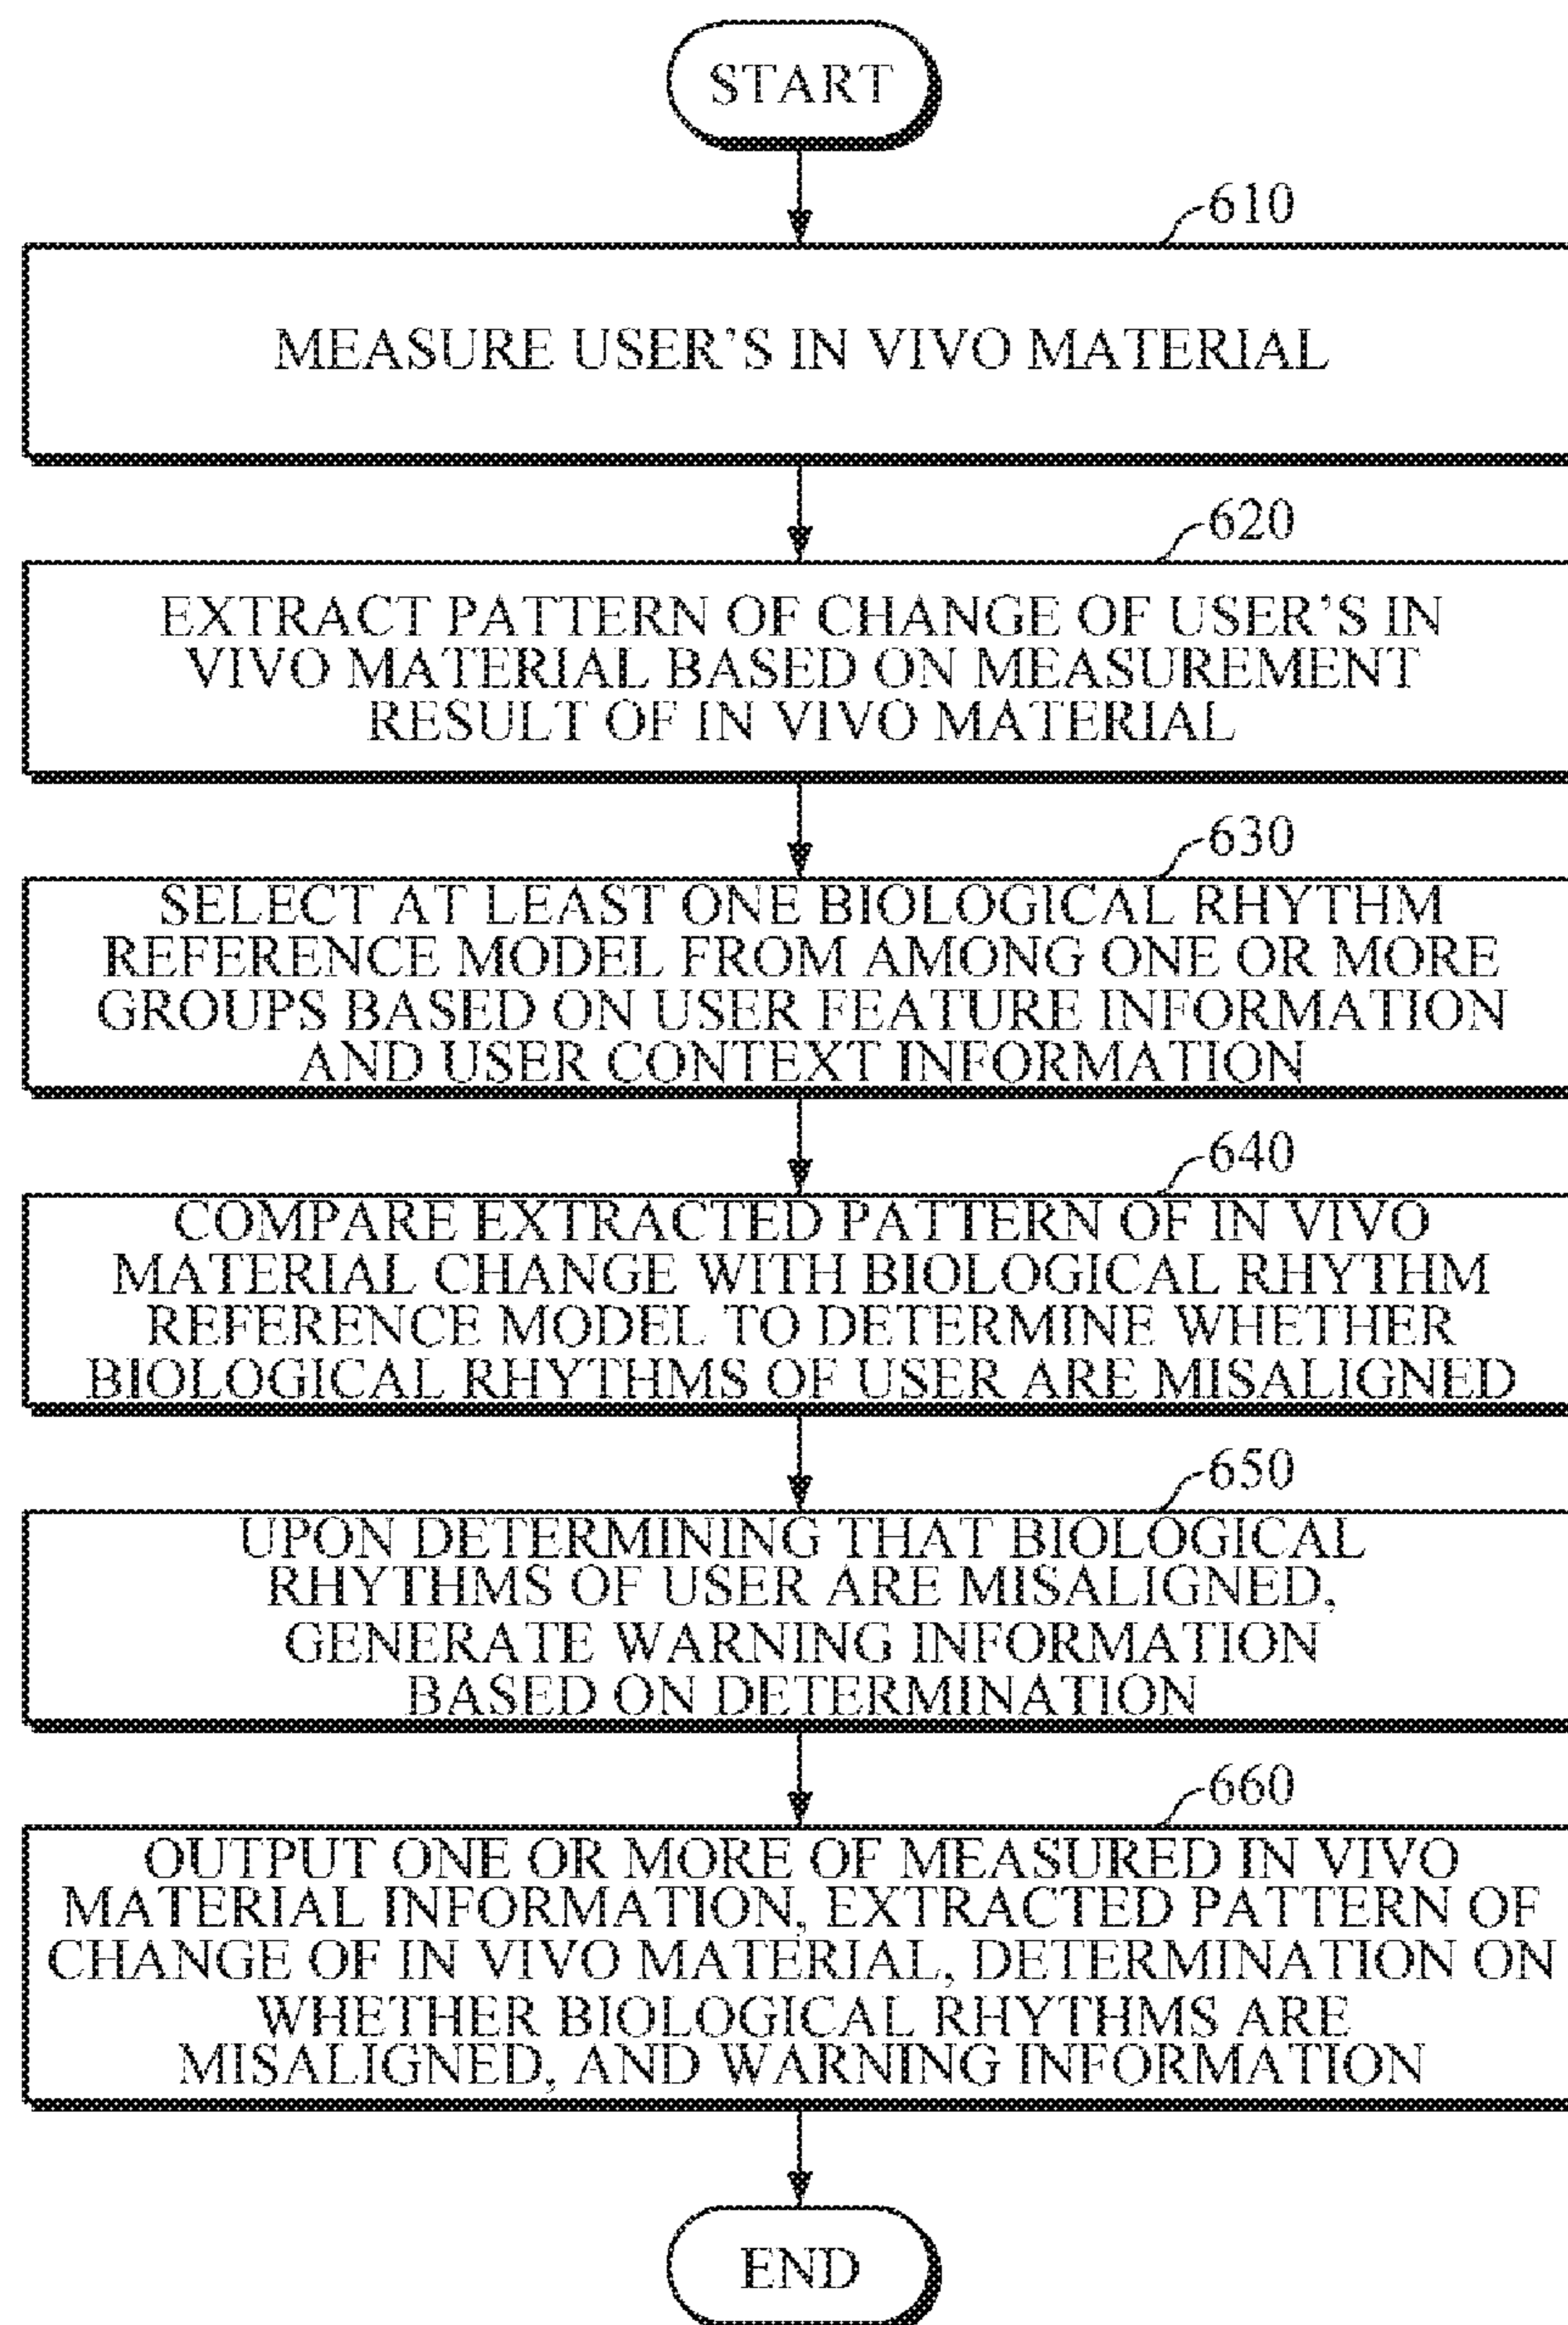 START
610
MEASURE USER'S IN VIVO MATERIAL
620
EXTRACT PATTERN OF CHANGE OF USER'S IN
VIVO MATERIAL BASED ON MEASUREMENT
RESULT OF IN VIVO MATERIAL
630
SELECT AT LEAST ONE BIOLOGICAL RHYTHM
REFERENCE MODEL FROM AMONG ONE OR MORE
GROUPS BASED ON USER FEATURE INFORMATION
AND USER CONTEXT INFORMATION
640
COMPARE EXTRACTED PATTERN OF IN VIVO
MATERIAL CHANGE WITH BIOLOGICAL RHYTHM
REFERENCE MODEL TO DETERMINE WHETHER
BIOLOGICAL RHYTHMS OF USER ARE MISALIGNED
650
UPON DETERMINING THAT BIOLOGICAL
RHYTHMS OF USER ARE MISALIGNED,
GENERATE WARNING INFORMATION
BASED ON DETERMINATION
660
OUTPUT ONE OR MORE OF MEASURED IN VIVO
MATERIAL INFORMATION, EXTRACTED PATTERN OF
CHANGE OF IN VIVO MATERIAL, DETERMINATION ON
WHETHER BIOLOGICAL RHYTHMS ARE
MISALIGNED, AND WARNING INFORMATION
END